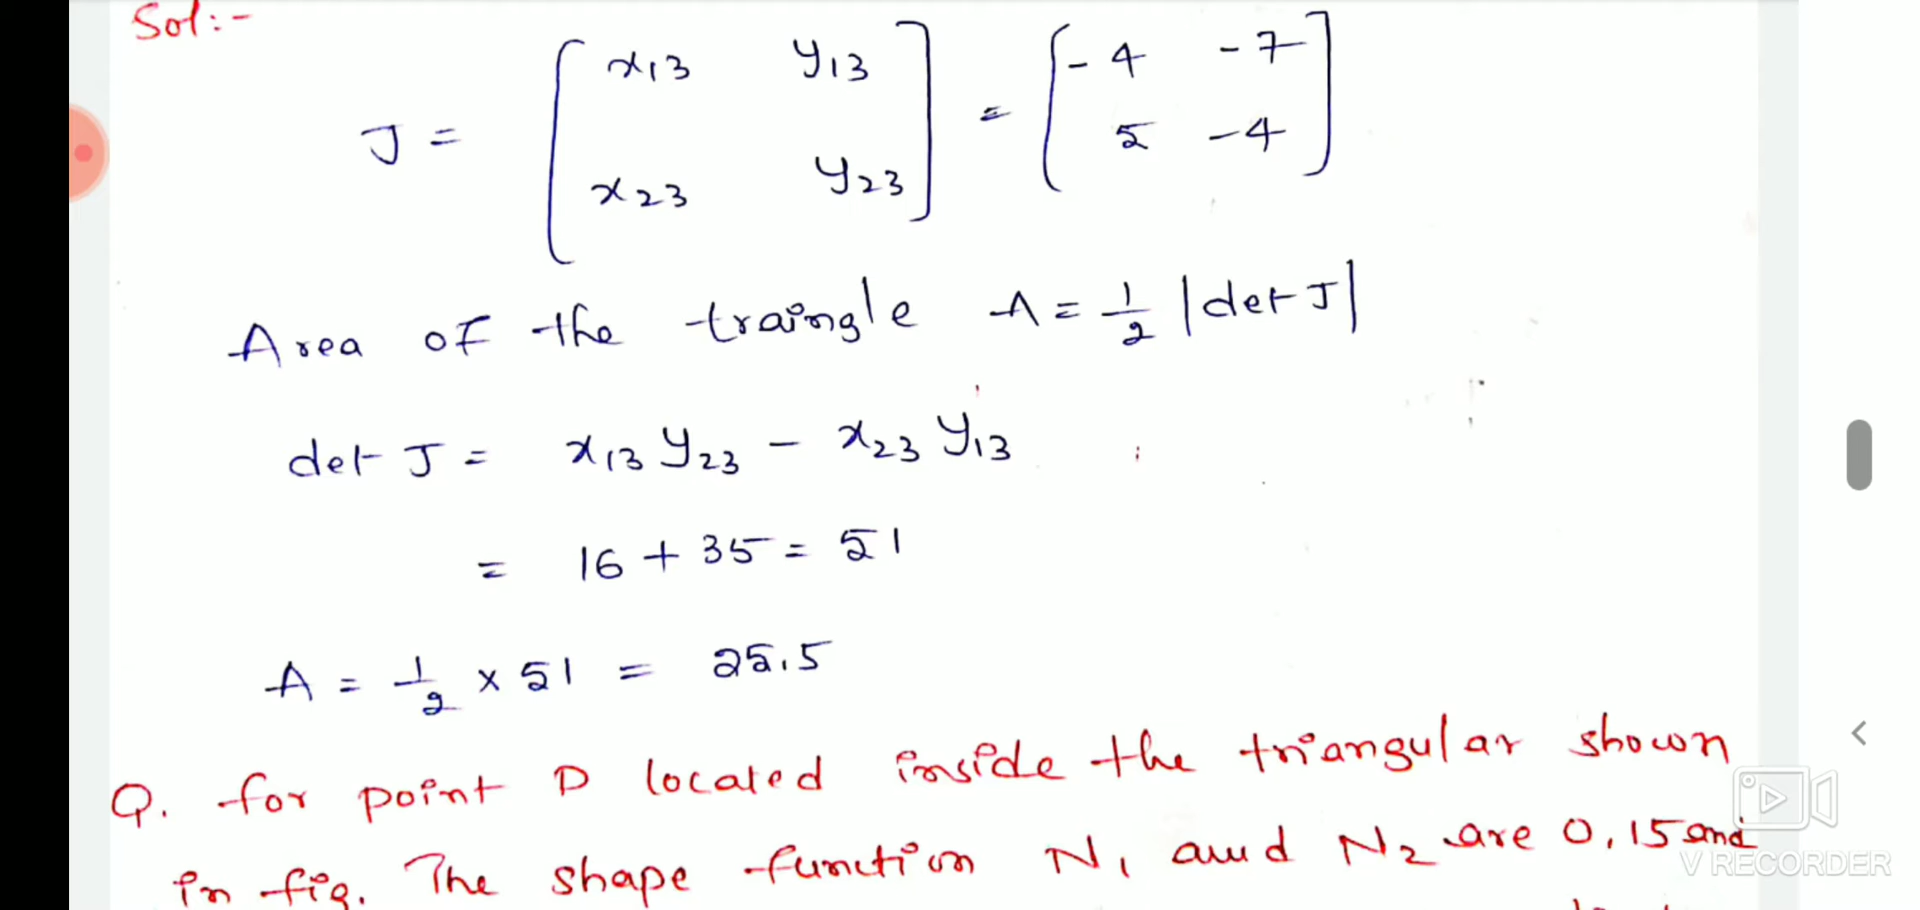 Sol:-
J = [ x13 y13 ; x23 y23 ] = [ -4 -7 ; 5 -4 ]
Area of the traingle A = 1/2 |det J|
det J = x13 y23 - x23 y13
= 16 + 35 = 51
A = 1/2 x 51 = 25.5
Q. for point D located inside the triangular shown
in fig. The shape function N1 and N2 are 0.15 and
V RECORDER